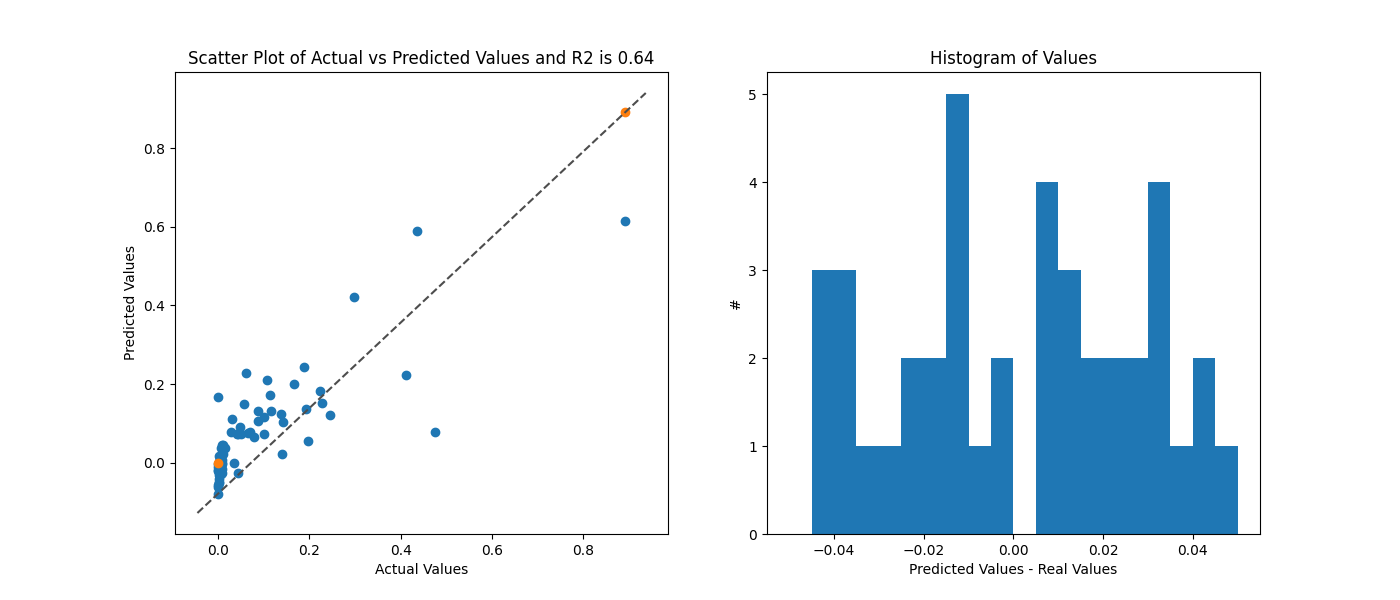 Scatter Plot of Actual vs Predicted Values and R2 is 0.64
0.8
0.6
0.4
0.2
0.0
Predicted Values
0.0 0.2 0.4 0.6 0.8
Actual Values
Histogram of Values
5
4
3
2
1
0
#
−0.04 −0.02 0.00 0.02 0.04
Predicted Values - Real Values